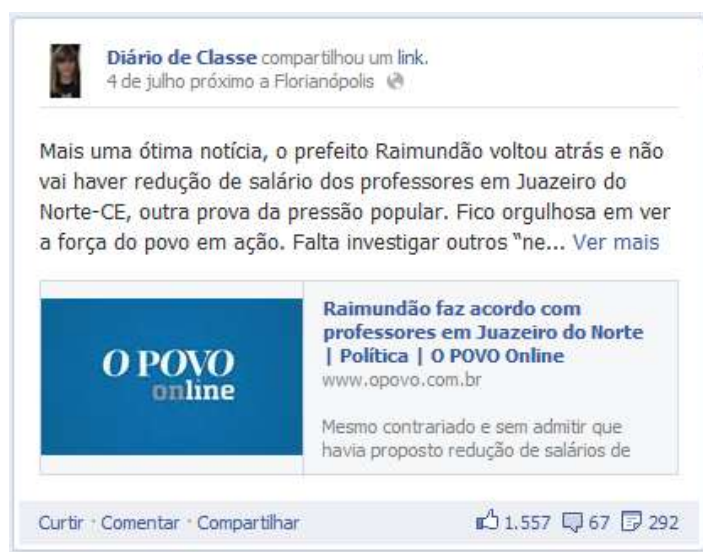 Diário de Classe compartilhou um link.
4 de julho próximo a Florianópolis
Mais uma ótima notícia, o prefeito Raimundão voltou atrás e não
vai haver redução de salário dos professores em Juazeiro do
Norte-CE, outra prova da pressão popular. Fico orgulhosa em ver
a força do povo em ação. Falta investigar outros “ne... Ver mais
O POVO
online
Raimundão faz acordo com
professores em Juazeiro do Norte
| Política | O POVO Online
www.opovo.com.br
Mesmo contrariado e sem admitir que
havia proposto redução de salários de
Curtir · Comentar · Compartilhar 1.557 67 292